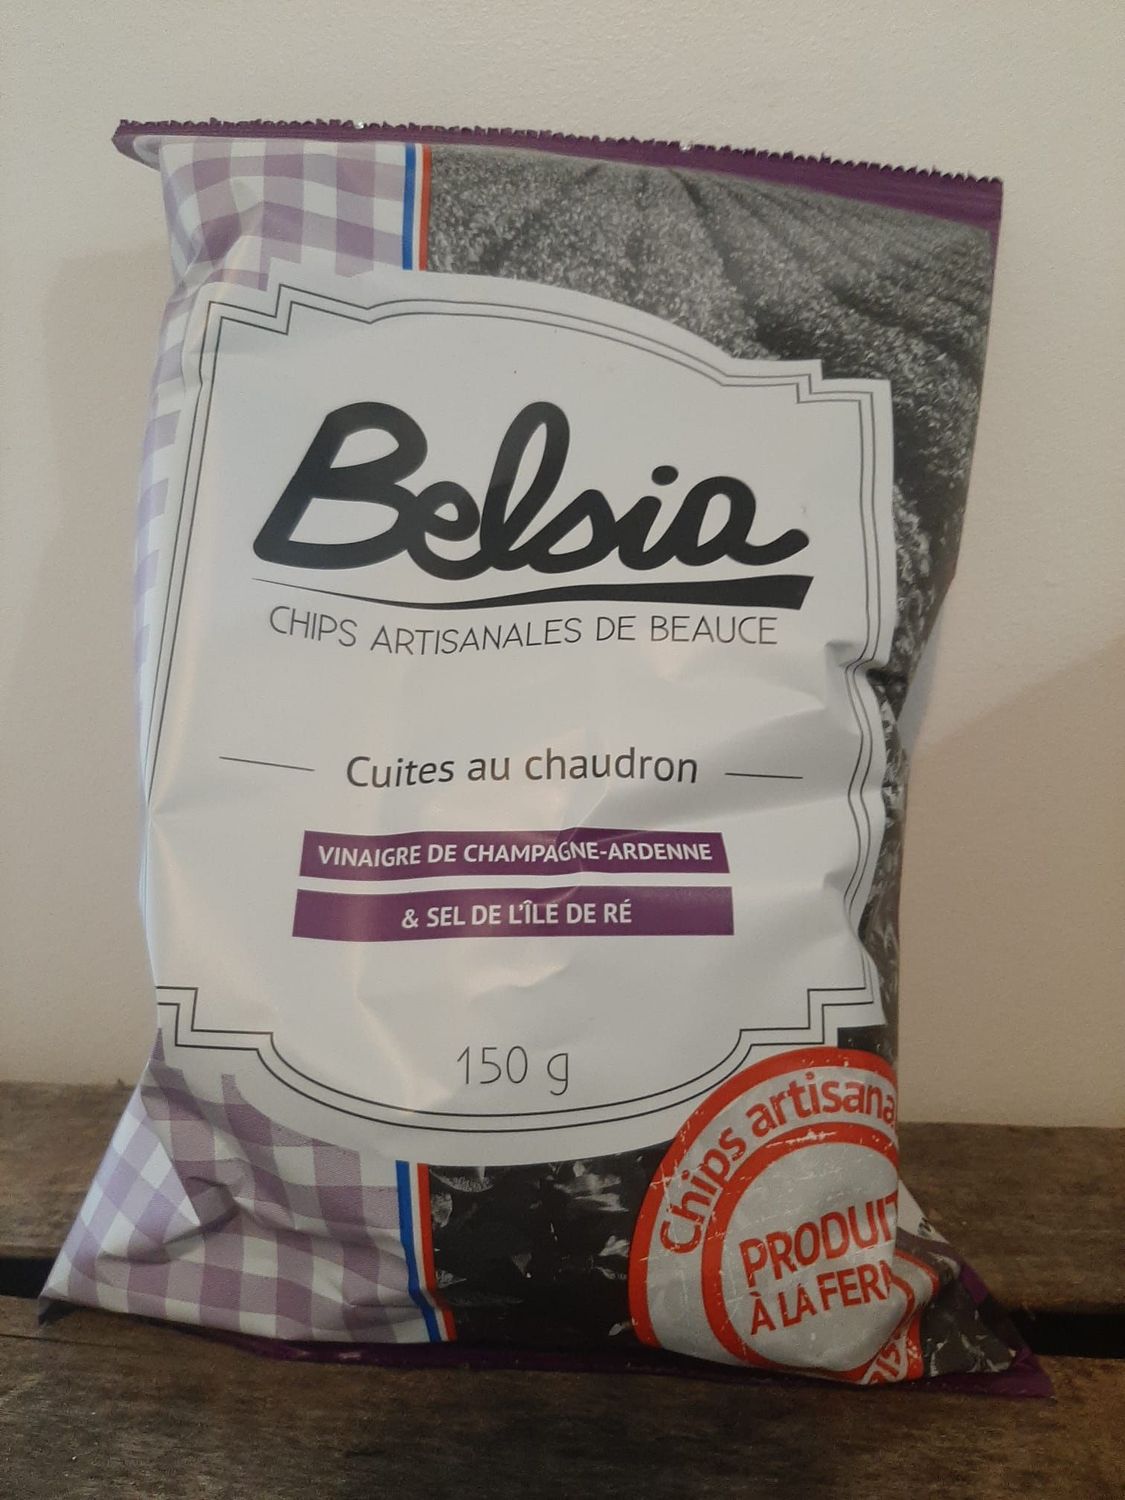 Belsia
CHIPS ARTISANALES DE BEAUCE
Cuites au chaudron
VINAIGRE DE CHAMPAGNE-ARDENNE
& SEL DE L'ÎLE DE RÉ
150 g
Chips artisana
PRODUIT
À LA FERM